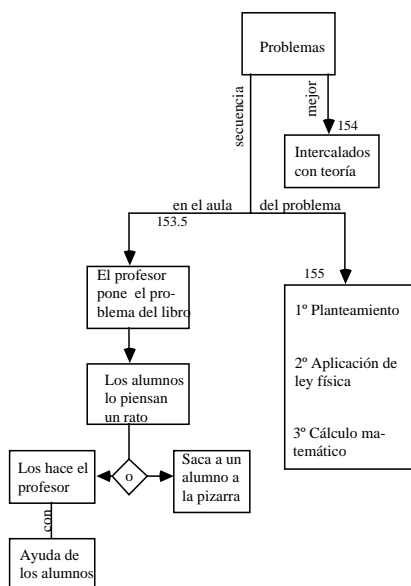 Problemas
secuencia
mejor
154
Intercalados
con teoría
en el aula
del problema
153.5
155
El profesor
pone el pro-
blema del libro
1º Planteamiento
2º Aplicación de
ley física
3º Cálculo ma-
temático
Los alumnos
lo piensan
un rato
o
Los hace el
profesor
Saca a un
alumno a
la pizarra
con
Ayuda de
los alumnos